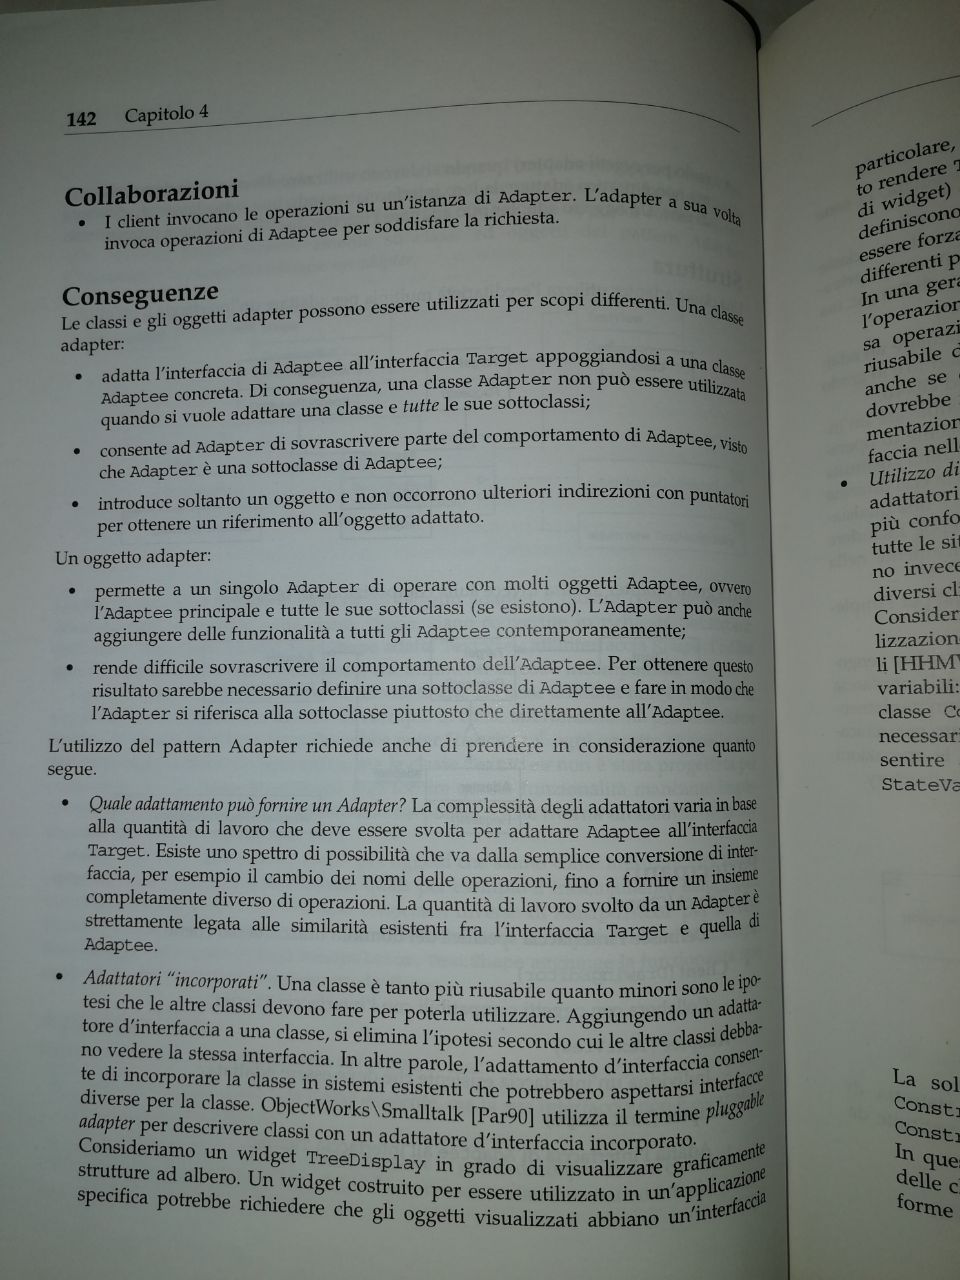 142 Capitolo 4
Collaborazioni
• I client invocano le operazioni su un'istanza di Adapter. L'adapter a sua volta
invoca operazioni di Adaptee per soddisfare la richiesta.
Conseguenze
Le classi e gli oggetti adapter possono essere utilizzati per scopi differenti. Una classe
adapter:
• adatta l'interfaccia di Adaptee all'interfaccia Target appoggiandosi a una classe
Adaptee concreta. Di conseguenza, una classe Adapter non può essere utilizzata
quando si vuole adattare una classe e tutte le sue sottoclassi;
• consente ad Adapter di sovrascrivere parte del comportamento di Adaptee, visto
che Adapter è una sottoclasse di Adaptee;
• introduce soltanto un oggetto e non occorrono ulteriori indirezioni con puntatori
per ottenere un riferimento all'oggetto adattato.
Un oggetto adapter:
• permette a un singolo Adapter di operare con molti oggetti Adaptee, ovvero
l'Adaptee principale e tutte le sue sottoclassi (se esistono). L'Adapter può anche
aggiungere delle funzionalità a tutti gli Adaptee contemporaneamente;
• rende difficile sovrascrivere il comportamento dell'Adaptee. Per ottenere questo
risultato sarebbe necessario definire una sottoclasse di Adaptee e fare in modo che
l'Adapter si riferisca alla sottoclasse piuttosto che direttamente all'Adaptee.
L'utilizzo del pattern Adapter richiede anche di prendere in considerazione quanto
segue.
• Quale adattamento può fornire un Adapter? La complessità degli adattatori varia in base
alla quantità di lavoro che deve essere svolta per adattare Adaptee all'interfaccia
Target. Esiste uno spettro di possibilità che va dalla semplice conversione di inter-
faccia, per esempio il cambio dei nomi delle operazioni, fino a fornire un insieme
completamente diverso di operazioni. La quantità di lavoro svolto da un Adapter è
strettamente legata alle similarità esistenti fra l'interfaccia Target e quella di
Adaptee.
• Adattatori "incorporati". Una classe è tanto più riusabile quanto minori sono le ipo-
tesi che le altre classi devono fare per poterla utilizzare. Aggiungendo un adatta-
tore d'interfaccia a una classe, si elimina l'ipotesi secondo cui le altre classi debba-
no vedere la stessa interfaccia. In altre parole, l'adattamento d'interfaccia consen-
te di incorporare la classe in sistemi esistenti che potrebbero aspettarsi interfacce
diverse per la classe. ObjectWorks\Smalltalk [Par90] utilizza il termine pluggable
adapter per descrivere classi con un adattatore d'interfaccia incorporato.
Consideriamo un widget TreeDisplay in grado di visualizzare graficamente
strutture ad albero. Un widget costruito per essere utilizzato in un'applicazione
specifica potrebbe richiedere che gli oggetti visualizzati abbiano un'interfaccia
particolare,
to rendere T
di widget)
definiscono
essere forza
differenti p
In una gera
l'operazion
sa operazi
riusabile d
anche se
dovrebbe
mentazion
faccia nell
• Utilizzo di
adattatori
più confo
tutte le sit
no invece
diversi cl
Consider
lizzazion
li [HHMV
variabili:
classe Co
necessar
sentire
StateVa
La sol
Constr
Constr
In ques
delle c
forme